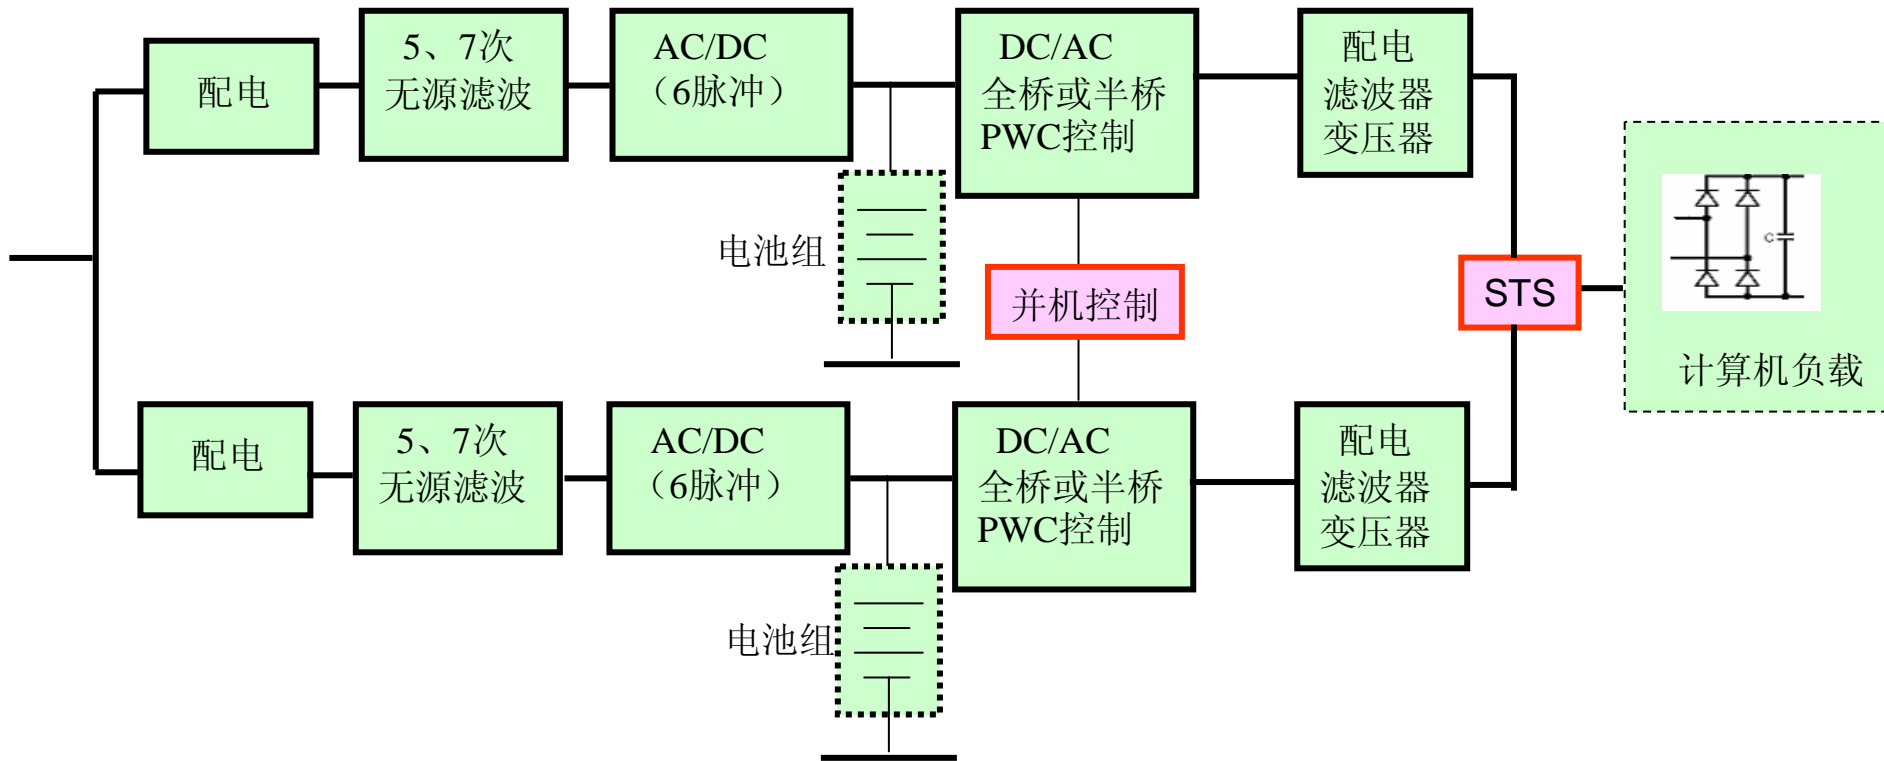 配电
5、7次
无源滤波
AC/DC
（6脉冲）
DC/AC
全桥或半桥
PWC控制
配电
滤波器
变压器
电池组
并机控制
STS
C
计算机负载
配电
5、7次
无源滤波
AC/DC
（6脉冲）
DC/AC
全桥或半桥
PWC控制
配电
滤波器
变压器
电池组